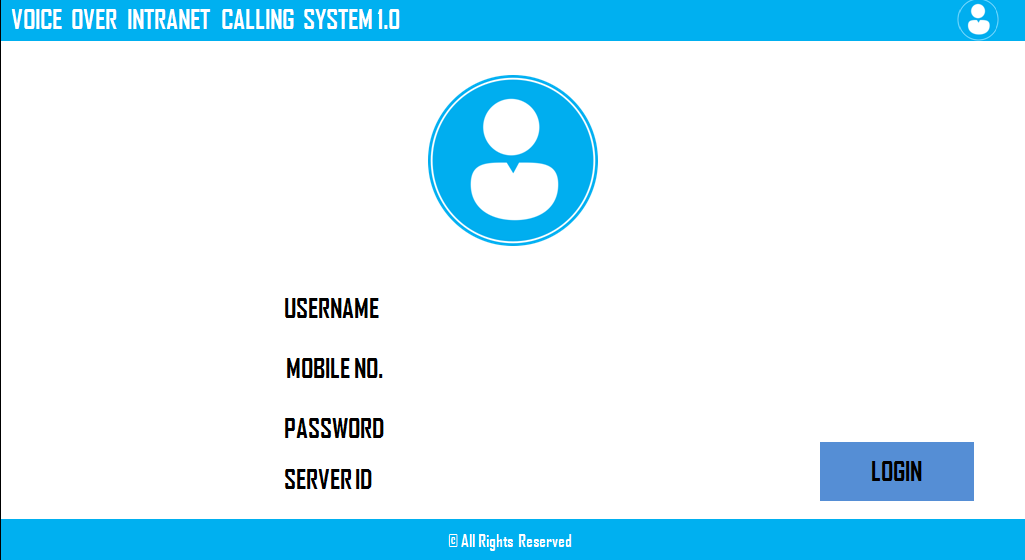 VOICE OVER INTRANET CALLING SYSTEM 1.0
USERNAME
MOBILE NO.
PASSWORD
SERVER ID
LOGIN
© All Rights Reserved